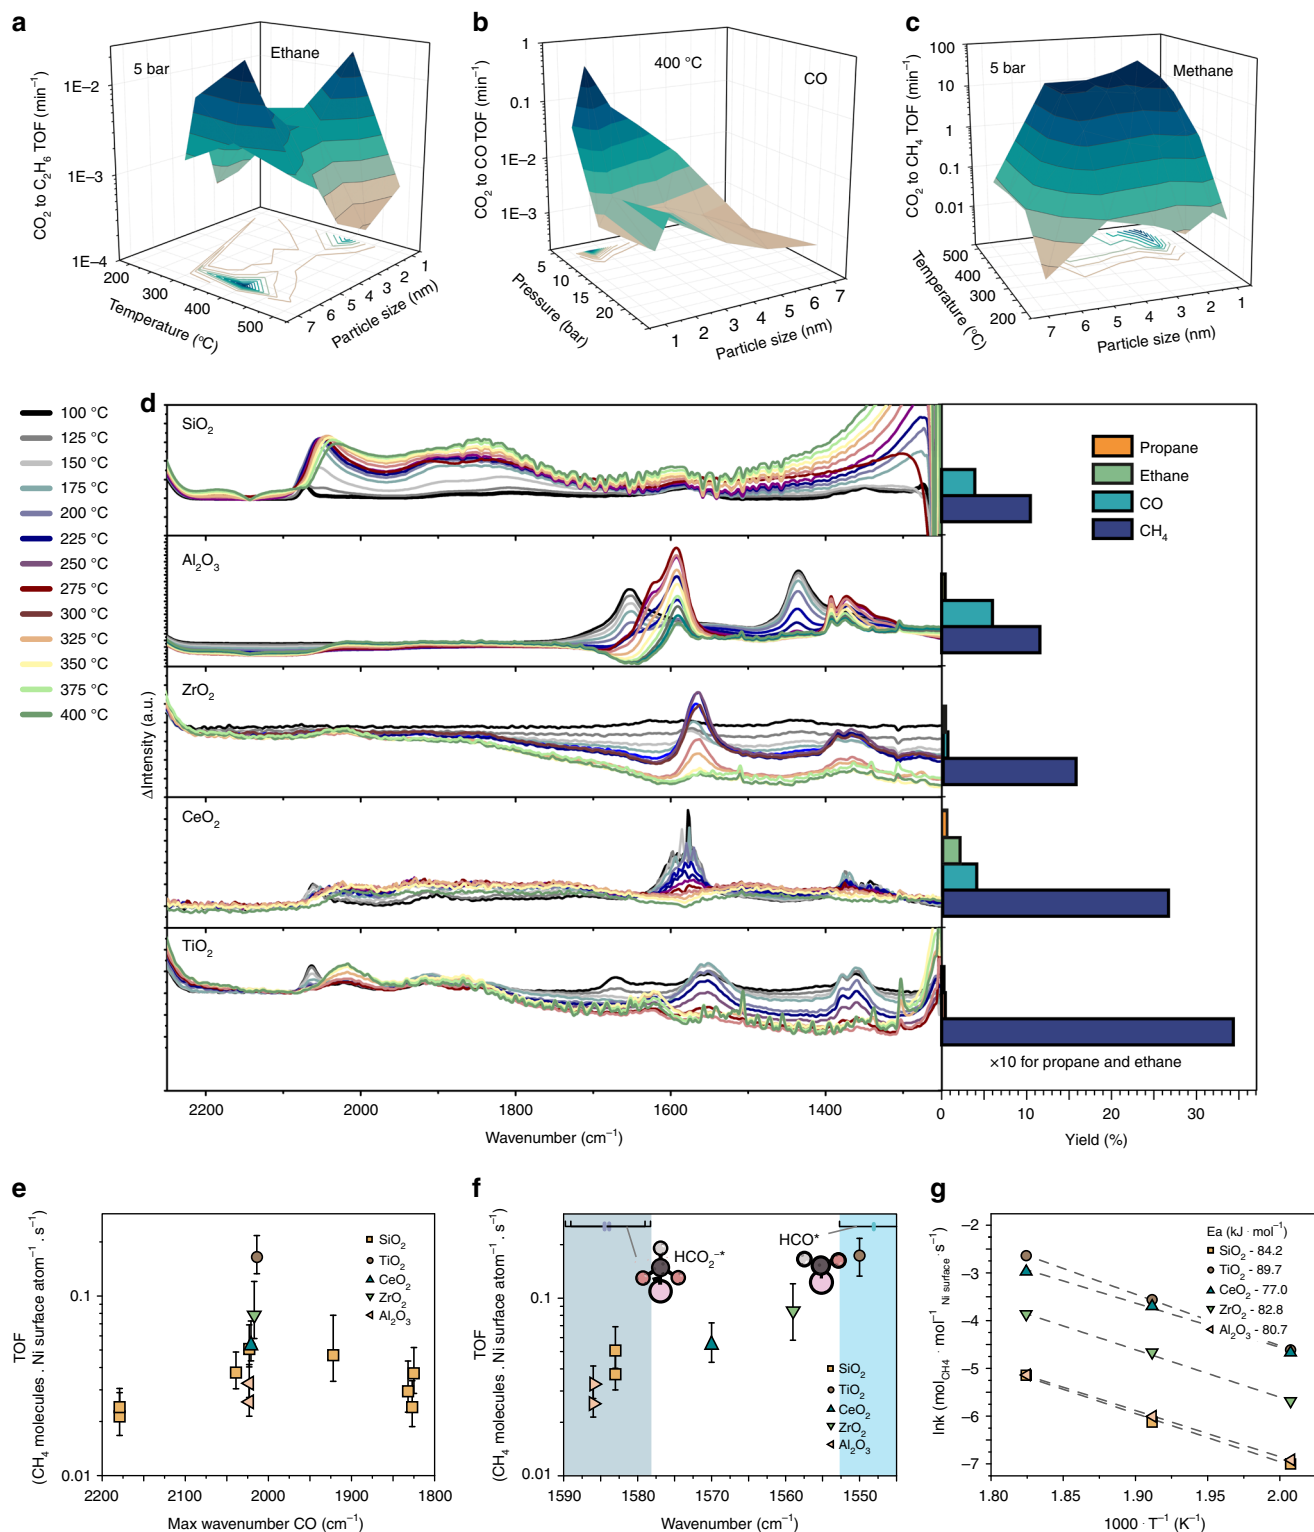 a
5 bar
Ethane
CO₂ to C₂H₆ TOF (min⁻¹)
1E−2
1E−3
1E−4
200
300
400
500
Temperature (°C)
7 6 5 4 3 2 1
Particle size (nm)
b
400 °C
CO
CO₂ to CO TOF (min⁻¹)
1
0.1
1E−2
1E−3
5
10
15
20
Pressure (bar)
1 2 3 4 5 6 7
Particle size (nm)
c
5 bar
Methane
CO₂ to CH₄ TOF (min⁻¹)
100
10
1
0.1
0.01
500
400
300
200
Temperature (°C)
7 6 5 4 3 2 1
Particle size (nm)
100 °C
125 °C
150 °C
175 °C
200 °C
225 °C
250 °C
275 °C
300 °C
325 °C
350 °C
375 °C
400 °C
d
SiO₂
Al₂O₃
ZrO₂
CeO₂
TiO₂
ΔIntensity (a.u.)
2200 2000 1800 1600 1400
Wavenumber (cm⁻¹)
Propane
Ethane
CO
CH₄
×10 for propane and ethane
0 10 20 30
Yield (%)
e
TOF
(CH₄ molecules . Ni surface atom⁻¹ . s⁻¹)
0.1
0.01
SiO₂
TiO₂
CeO₂
ZrO₂
Al₂O₃
2200 2100 2000 1900 1800
Max wavenumber CO (cm⁻¹)
f
TOF
(CH₄ molecules . Ni surface atom⁻¹ . s⁻¹)
0.1
0.01
HCO₂⁻*
HCO*
SiO₂
TiO₂
CeO₂
ZrO₂
Al₂O₃
1590 1580 1570 1560 1550
Wavenumber (cm⁻¹)
g
lnk (mol_CH₄ · mol⁻¹_Ni surface · s⁻¹)
−2
−3
−4
−5
−6
−7
Ea (kJ · mol⁻¹)
SiO₂ - 84.2
TiO₂ - 89.7
CeO₂ - 77.0
ZrO₂ - 82.8
Al₂O₃ - 80.7
1.80 1.85 1.90 1.95 2.00
1000 · T⁻¹ (K⁻¹)